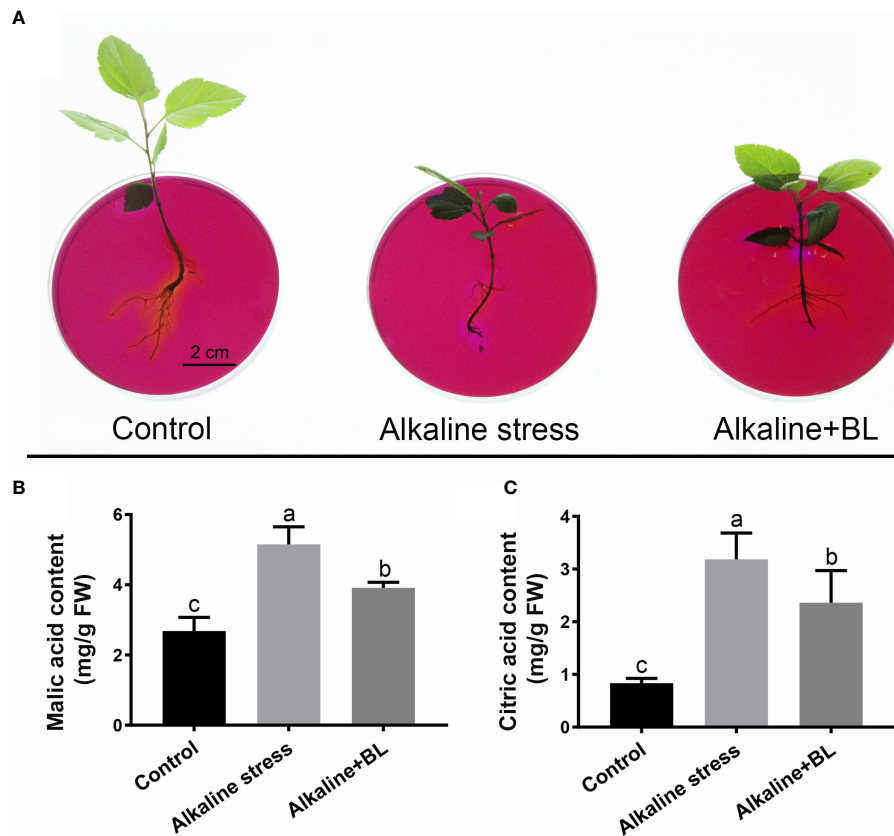 A
2 cm
Control
Alkaline stress
Alkaline+BL
B
Malic acid content
(mg/g FW)
6
4
2
0
c
a
b
Control
Alkaline stress
Alkaline+BL
C
Citric acid content
(mg/g FW)
4
3
2
1
0
c
a
b
Control
Alkaline stress
Alkaline+BL